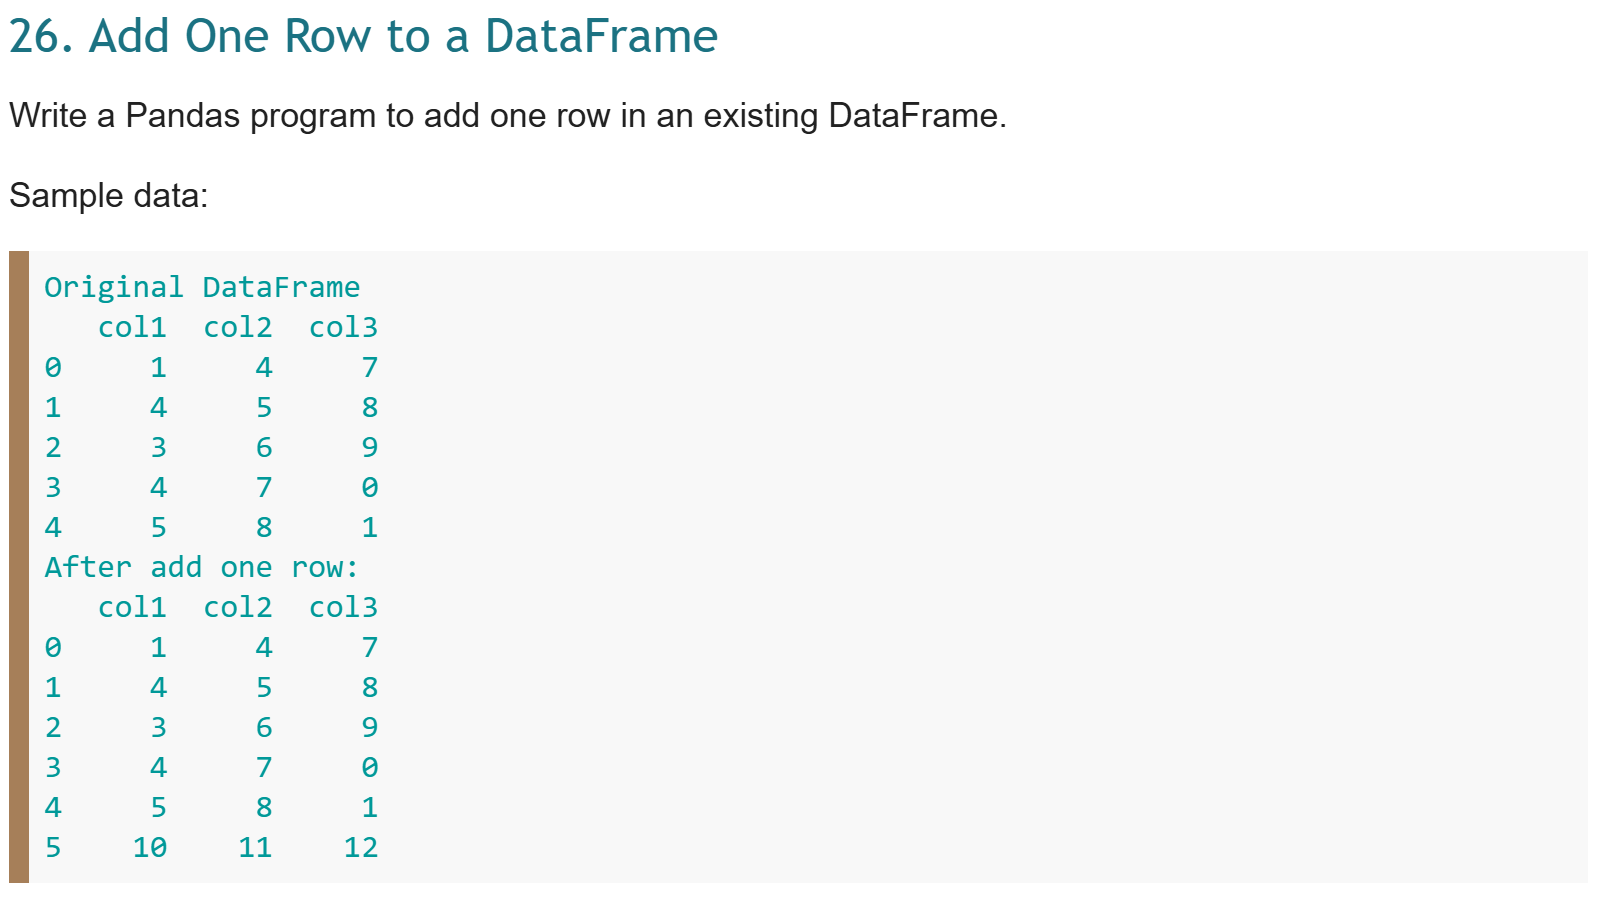 26. Add One Row to a DataFrame
Write a Pandas program to add one row in an existing DataFrame.
Sample data:
Original DataFrame
   col1  col2  col3
0     1     4     7
1     4     5     8
2     3     6     9
3     4     7     0
4     5     8     1
After add one row:
   col1  col2  col3
0     1     4     7
1     4     5     8
2     3     6     9
3     4     7     0
4     5     8     1
5    10    11    12